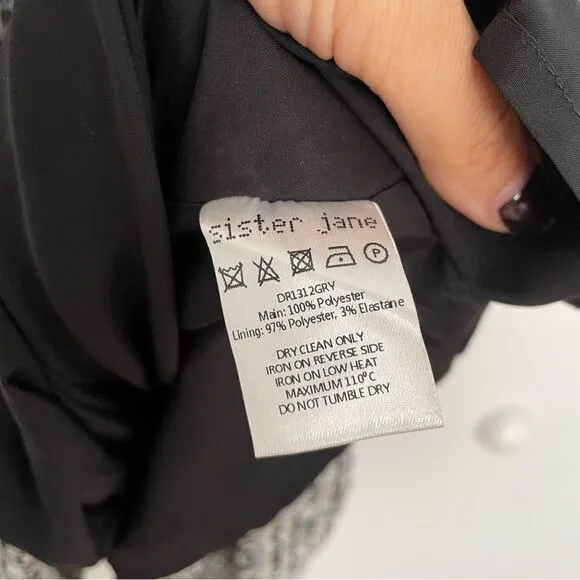 sister jane
P
DR1312GRY
Main: 100% Polyester
Lining: 97% Polyester, 3% Elastane
DRY CLEAN ONLY
IRON ON REVERSE SIDE
IRON ON LOW HEAT
MAXIMUM 110°C
DO NOT TUMBLE DRY